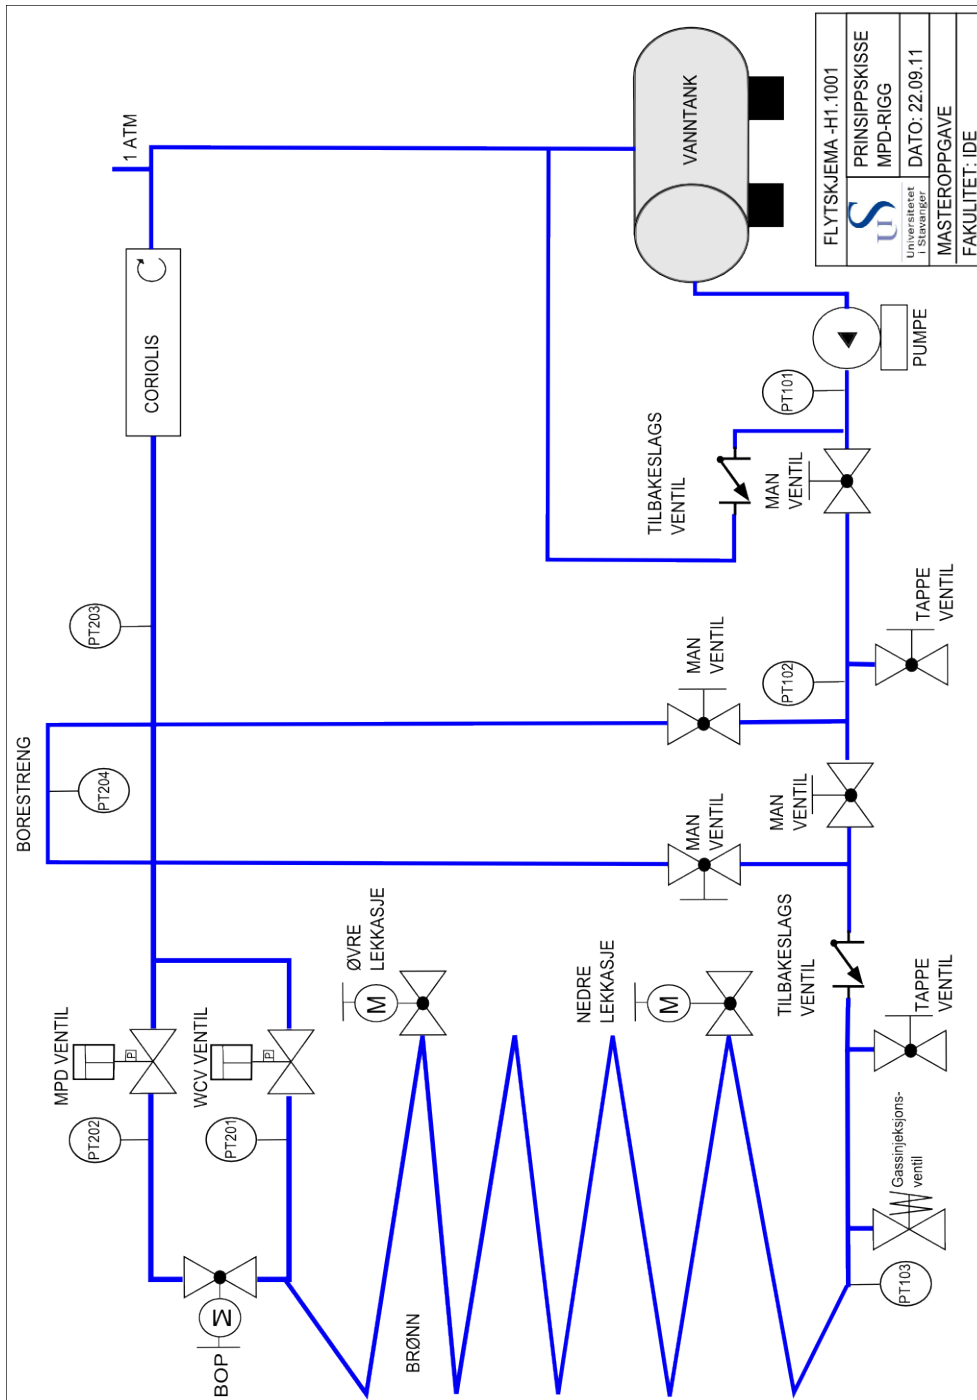 BOP
MPD VENTIL
P
PT202
WCV VENTIL
P
PT201
M
BRØNN
ØVRE
LEKKASJE
M
NEDRE
LEKKASJE
M
PT103
Gassinjeksjons-
ventil
TAPPE
VENTIL
TILBAKESLAGS
VENTIL
BORESTRENG
PT204
MAN
VENTIL
MAN
VENTIL
MAN
VENTIL
PT102
TAPPE
VENTIL
PT203
TILBAKESLAGS
VENTIL
MAN
VENTIL
PT101
PUMPE
CORIOLIS
1 ATM
VANNTANK
FLYTSKJEMA -H1.1001
PRINSIPPSKISSE
MPD-RIGG
uS
Universitetet
i Stavanger
DATO: 22.09.11
MASTEROPPGAVE
FAKULITET: IDE